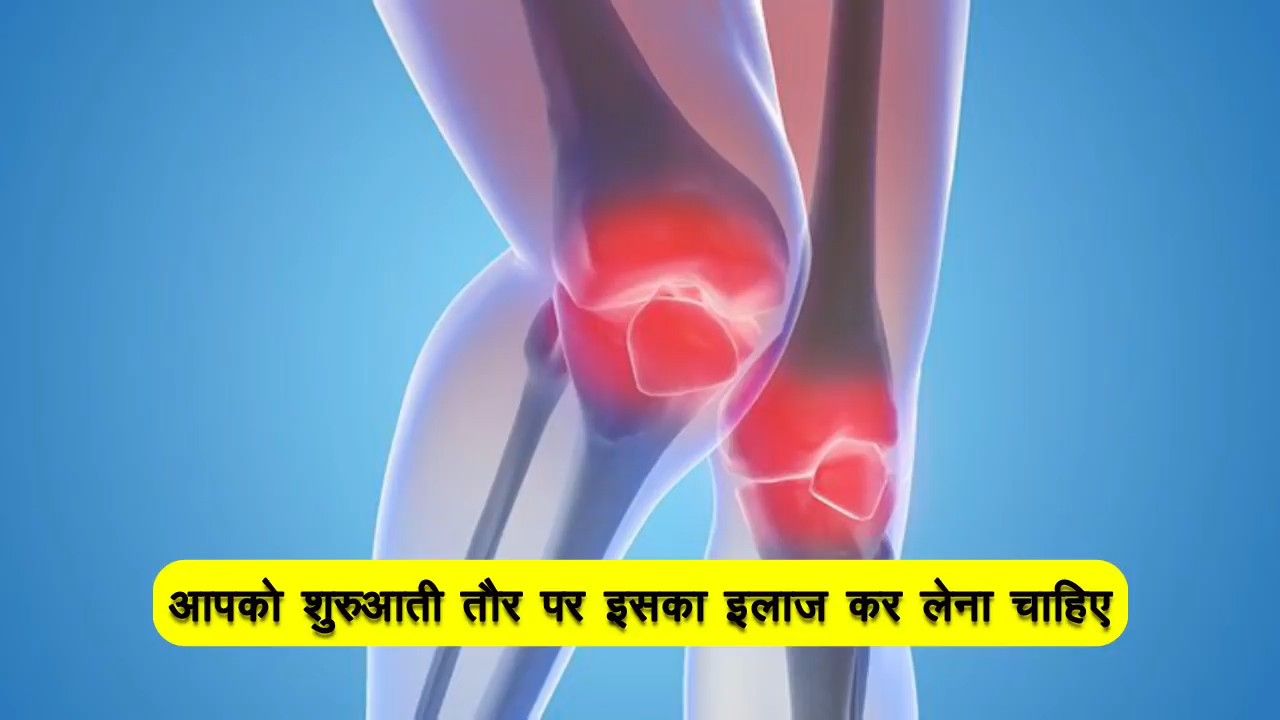 आपको शुरुआती तौर पर इसका इलाज कर लेना चाहिए